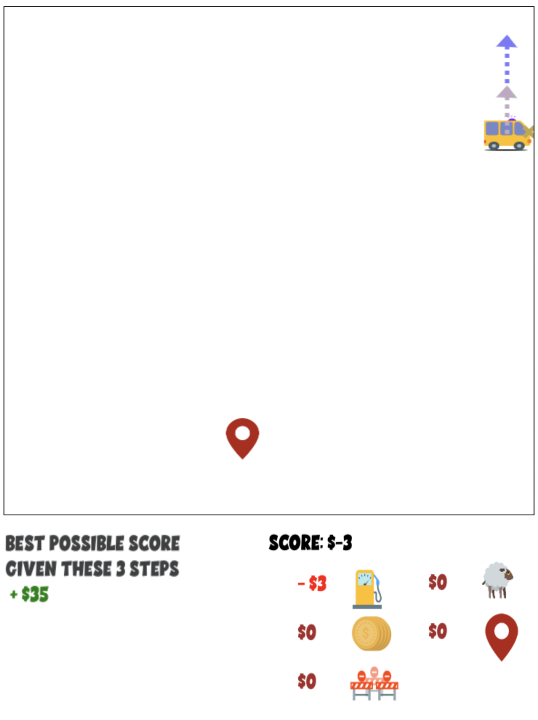 BEST POSSIBLE SCORE
GIVEN THESE 3 STEPS
+ $35
SCORE: $-3
- $3
$0
$0
$0
$0